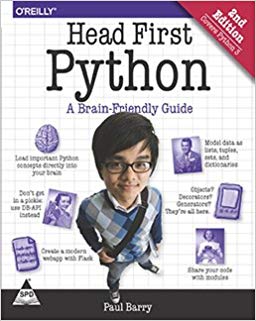 O'REILLY®
2nd Edition
Covers Python 3
Head First
Python
A Brain-Friendly Guide
Load important Python
concepts directly into your
brain
Model data as
lists, tuples,
sets, and
dictionaries
Don't get
in a pickle:
use DB-API
instead
Objects?
Decorators?
Generators?
They're all here.
Create a modern
webapp with Flask
Share your code
with modules
SPD
Paul Barry